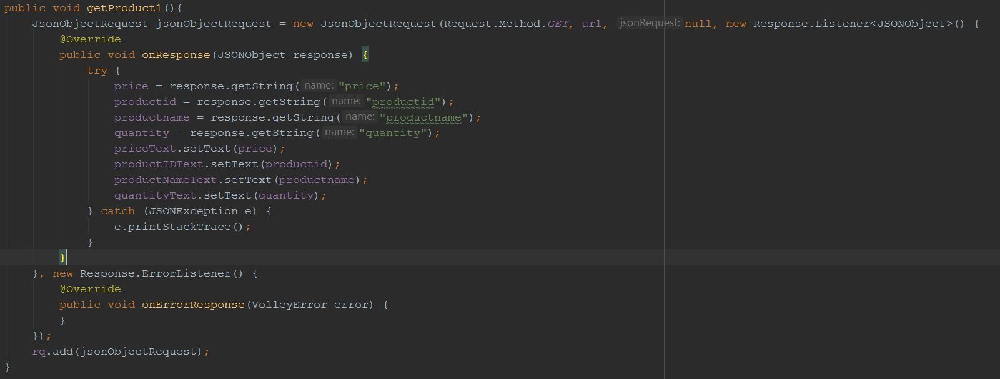 public void getProduct1(){
JsonObjectRequest jsonObjectRequest = new JsonObjectRequest(Request.Method.GET, url, jsonRequest: null, new Response.Listener<JSONObject>() {
@Override
public void onResponse(JSONObject response) {
try {
price = response.getString( name: "price");
productid = response.getString( name: "productid");
productname = response.getString( name: "productname");
quantity = response.getString( name: "quantity");
priceText.setText(price);
productIDText.setText(productid);
productNameText.setText(productname);
quantityText.setText(quantity);
} catch (JSONException e) {
e.printStackTrace();
}
}
}, new Response.ErrorListener() {
@Override
public void onErrorResponse(VolleyError error) {
}
});
rq.add(jsonObjectRequest);
}